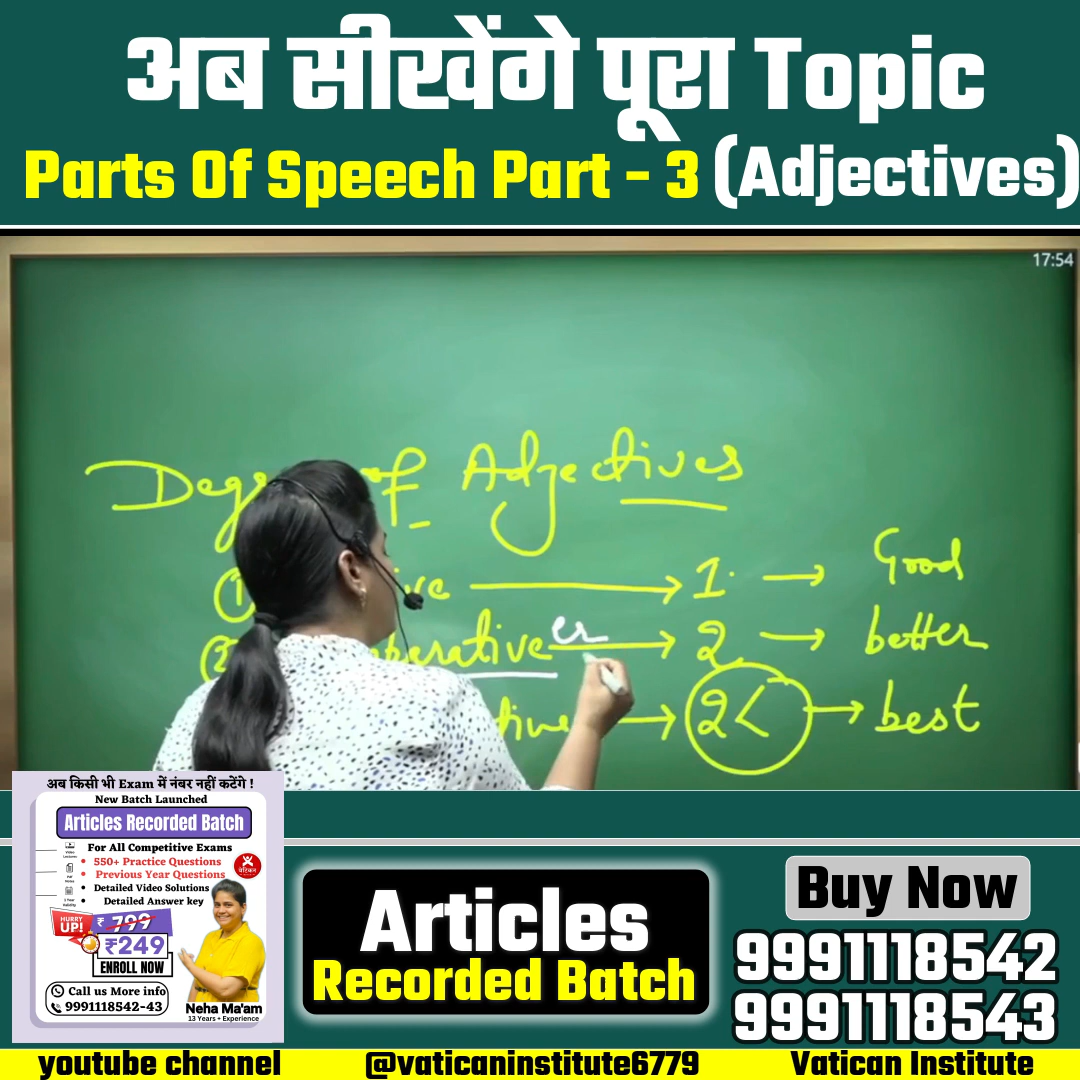 अब सीखेंगे पूरा Topic
Parts Of Speech Part - 3 (Adjectives)
17:54
of Adjectives
1. → Good
er 2 → better
→ 2< → best
अब किसी भी Exam में नंबर नहीं कटेंगे !
New Batch Launched
Articles Recorded Batch
For All Competitive Exams
• 550+ Practice Questions
• Previous Year Questions
• Detailed Video Solutions
• Detailed Answer key
HURRY UP!
₹ 799
₹249
ENROLL NOW
Call us More info
9991118542-43
Neha Ma'am
13 Years + Experience
Articles
Recorded Batch
Buy Now
9991118542
9991118543
youtube channel @vaticaninstitute6779 Vatican Institute